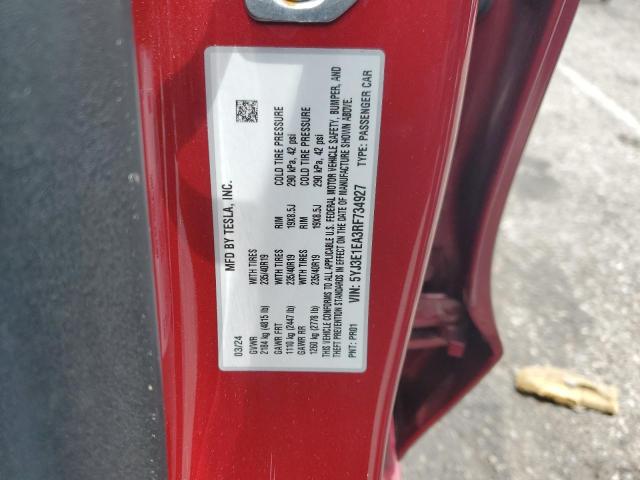 MFD BY TESLA, INC.
03/24
GVWR
2184 kg (4815 lb)
WITH TIRES
235/40R19
RIM
19X8.5J
COLD TIRE PRESSURE
290 kPa, 42 psi
GAWR FRT
1110 kg (2447 lb)
WITH TIRES
235/40R19
RIM
19X8.5J
COLD TIRE PRESSURE
290 kPa, 42 psi
GAWR RR
1260 kg (2778 lb)
WITH TIRES
235/40R19
THIS VEHICLE CONFORMS TO ALL APPLICABLE U.S. FEDERAL MOTOR VEHICLE SAFETY, BUMPER, AND
THEFT PREVENTION STANDARDS IN EFFECT ON THE DATE OF MANUFACTURE SHOWN ABOVE.
VIN: 5YJ3E1EA3RF734927
TYPE: PASSENGER CAR
PNT: PR01